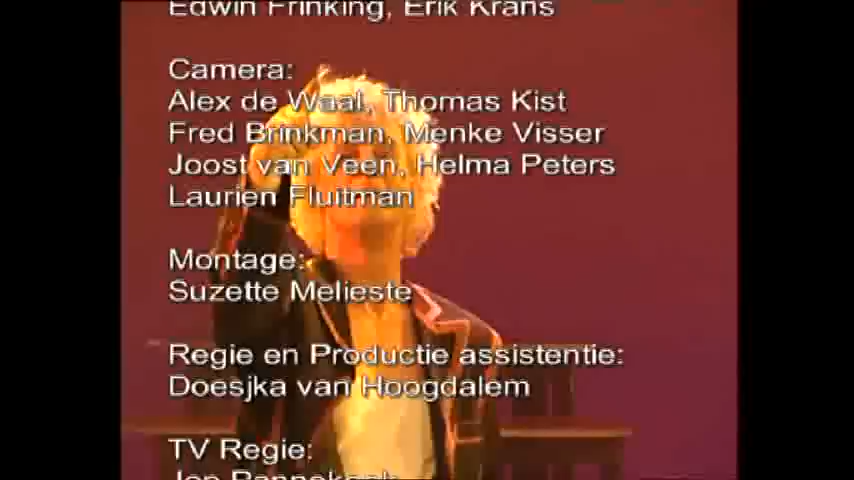 Edwin Frinking, Erik Krans
Camera:
Alex de Waal, Thomas Kist
Fred Brinkman, Menke Visser
Joost van Veen, Helma Peters
Laurien Fluitman
Montage:
Suzette Melieste
Regie en Productie assistentie:
Doesjka van Hoogdalem
TV Regie: